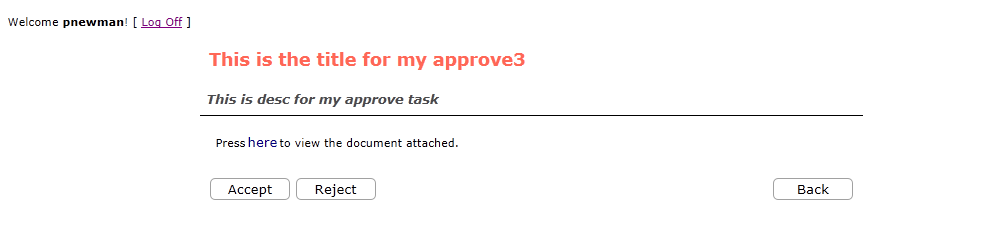 Welcome pnewman! [ Log Off ]
This is the title for my approve3
This is desc for my approve task
Press here to view the document attached.
Accept Reject Back